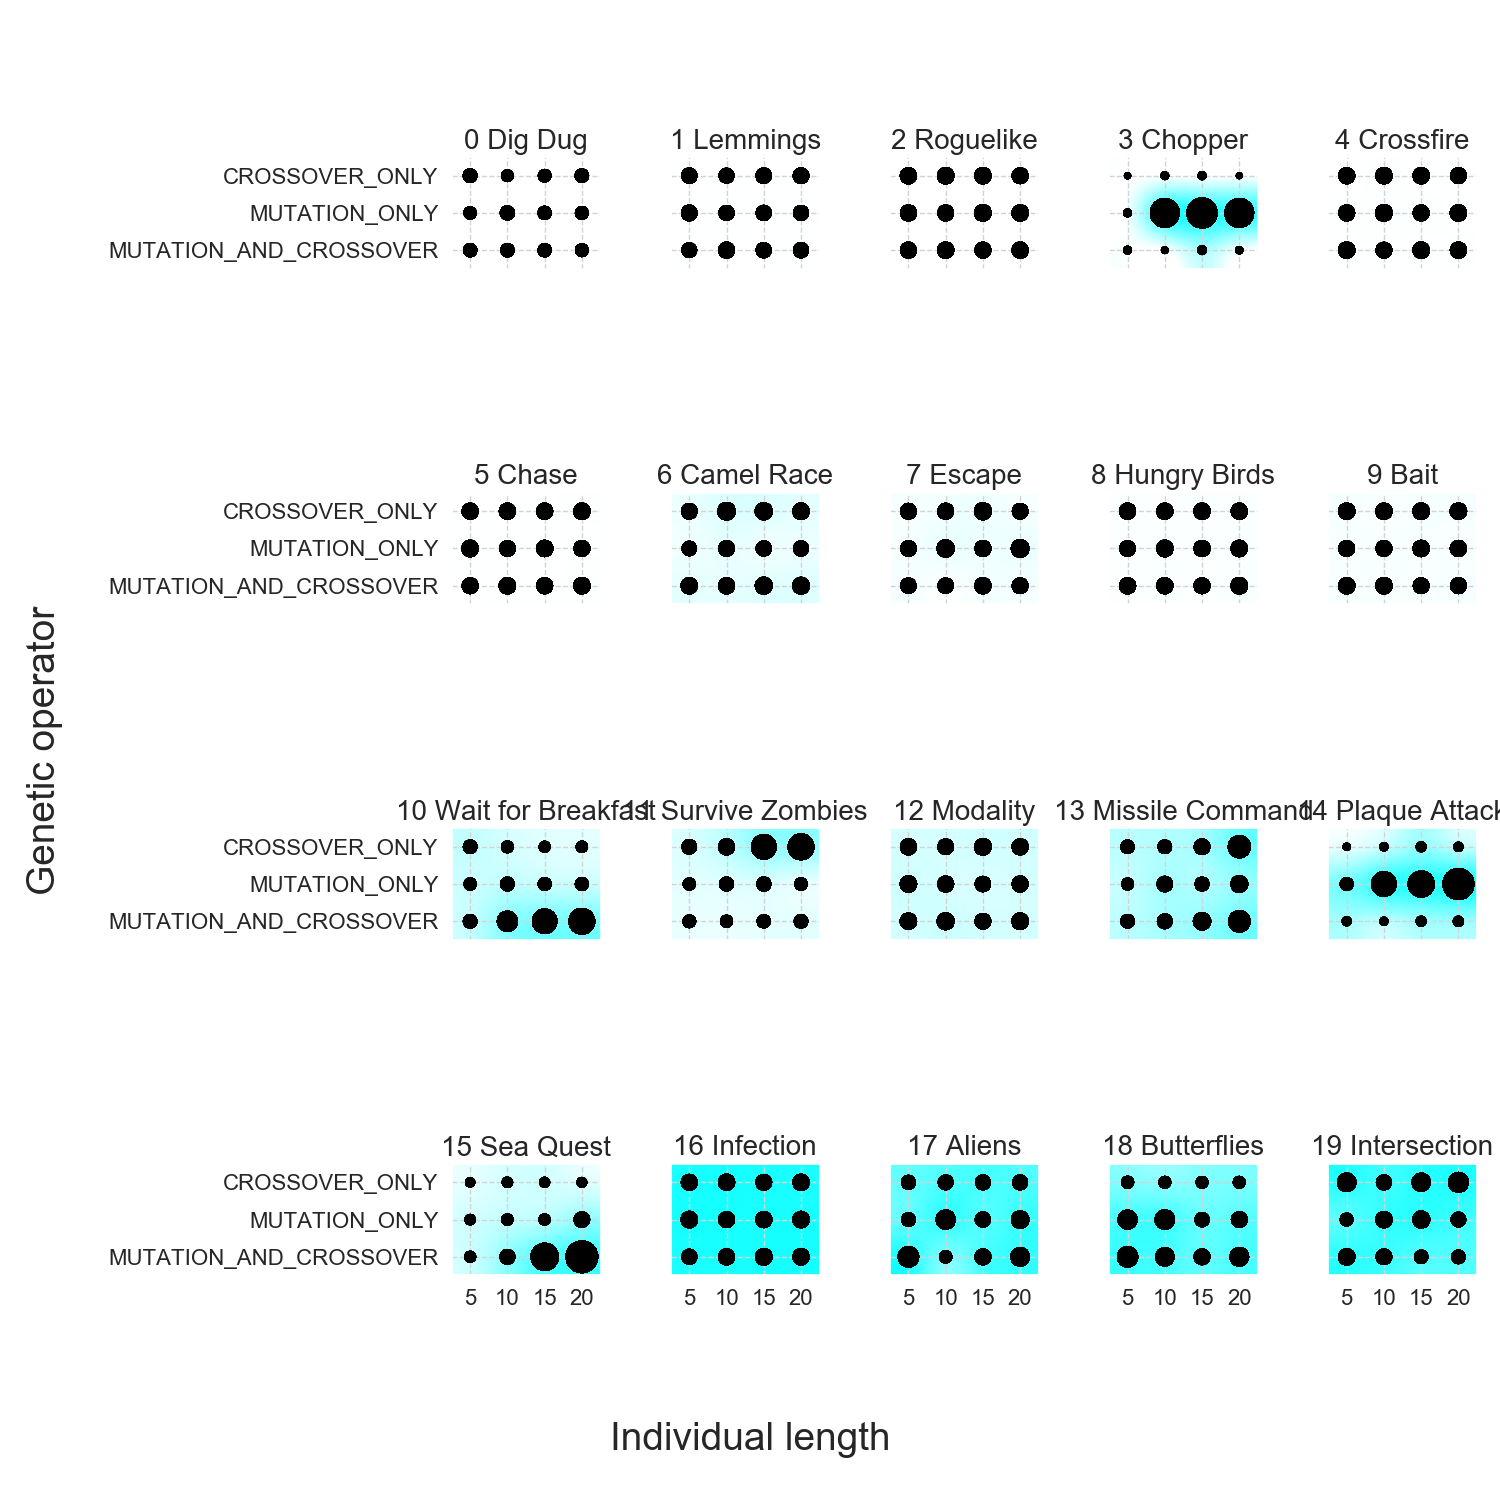 0 Dig Dug
1 Lemmings
2 Roguelike
3 Chopper
4 Crossfire
CROSSOVER_ONLY
MUTATION_ONLY
MUTATION_AND_CROSSOVER
5 Chase
6 Camel Race
7 Escape
8 Hungry Birds
9 Bait
CROSSOVER_ONLY
MUTATION_ONLY
MUTATION_AND_CROSSOVER
Genetic operator
10 Wait for Breakfast
11 Survive Zombies
12 Modality
13 Missile Command
14 Plaque Attack
CROSSOVER_ONLY
MUTATION_ONLY
MUTATION_AND_CROSSOVER
15 Sea Quest
16 Infection
17 Aliens
18 Butterflies
19 Intersection
CROSSOVER_ONLY
MUTATION_ONLY
MUTATION_AND_CROSSOVER
5 10 15 20
5 10 15 20
5 10 15 20
5 10 15 20
5 10 15 20
Individual length